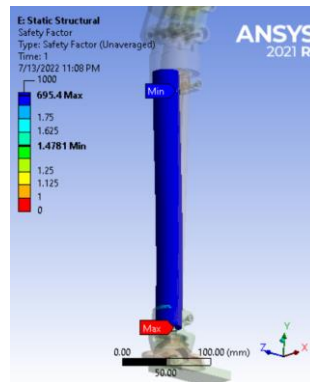 E: Static Structural
Safety Factor
Type: Safety Factor (Unaveraged)
Time: 1
7/13/2022 11:08 PM
ANSYS
2021 R
1000
695.4 Max
1.75
1.625
1.4781 Min
1.25
1.125
1
0
Min
Max
0.00 100.00 (mm)
50.00
Y
Z X